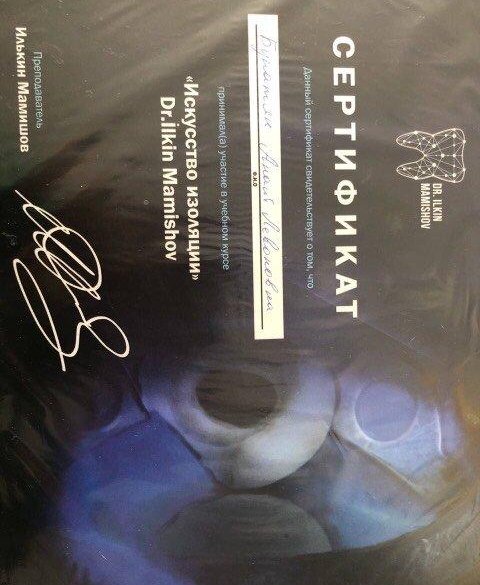 DR. ILKIN
MAMISHOV
СЕРТИФИКАТ
Данный сертификат свидетельствует о том, что
Левоновна
Ф.И.О
принимал(а) участие в учебном курсе
«Искусство изоляции»
Dr.ilkin Mamishov
Преподаватель
Илькин Мамишов